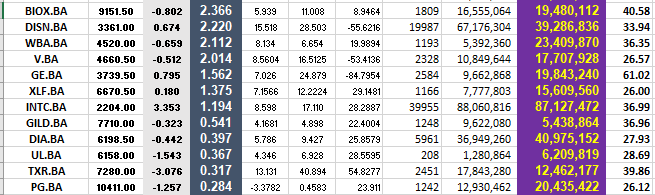 BIOX.BA 9151.50 -0.802 2.366 5.939 11.008 8.9464 1809 16,555,064 19,480,112 40.58
DISN.BA 3361.00 0.674 2.220 15.518 28.503 -55.6216 19987 67,176,304 39,286,836 33.94
WBA.BA 4520.00 -0.659 2.112 8.134 6.654 19.9894 1193 5,392,360 23,409,870 36.35
V.BA 4660.50 -0.512 2.014 8.5604 16.5125 -53.4136 2328 10,849,644 17,707,928 26.57
GE.BA 3739.50 0.795 1.562 7.026 24.879 -84.7954 2584 9,662,868 19,843,240 61.02
XLF.BA 6670.50 0.180 1.375 7.1566 12.2224 29.1481 1166 7,777,803 15,609,560 26.00
INTC.BA 2204.00 3.353 1.194 8.598 17.110 28.2887 39955 88,060,816 87,127,472 36.99
GILD.BA 7710.00 -0.323 0.541 4.1681 4.898 22.4004 1248 9,622,080 5,438,864 36.96
DIA.BA 6198.50 -0.442 0.397 5.786 9.427 25.8579 5961 36,949,260 40,975,152 27.93
UL.BA 6158.00 -1.543 0.367 4.346 6.928 28.5595 208 1,280,864 6,209,819 28.69
TXR.BA 7280.00 -3.076 0.317 13.131 40.894 54.8277 2451 17,843,280 12,462,177 39.86
PG.BA 10411.00 -1.257 0.284 -3.3782 0.4583 23.911 1242 12,930,462 20,435,422 26.12